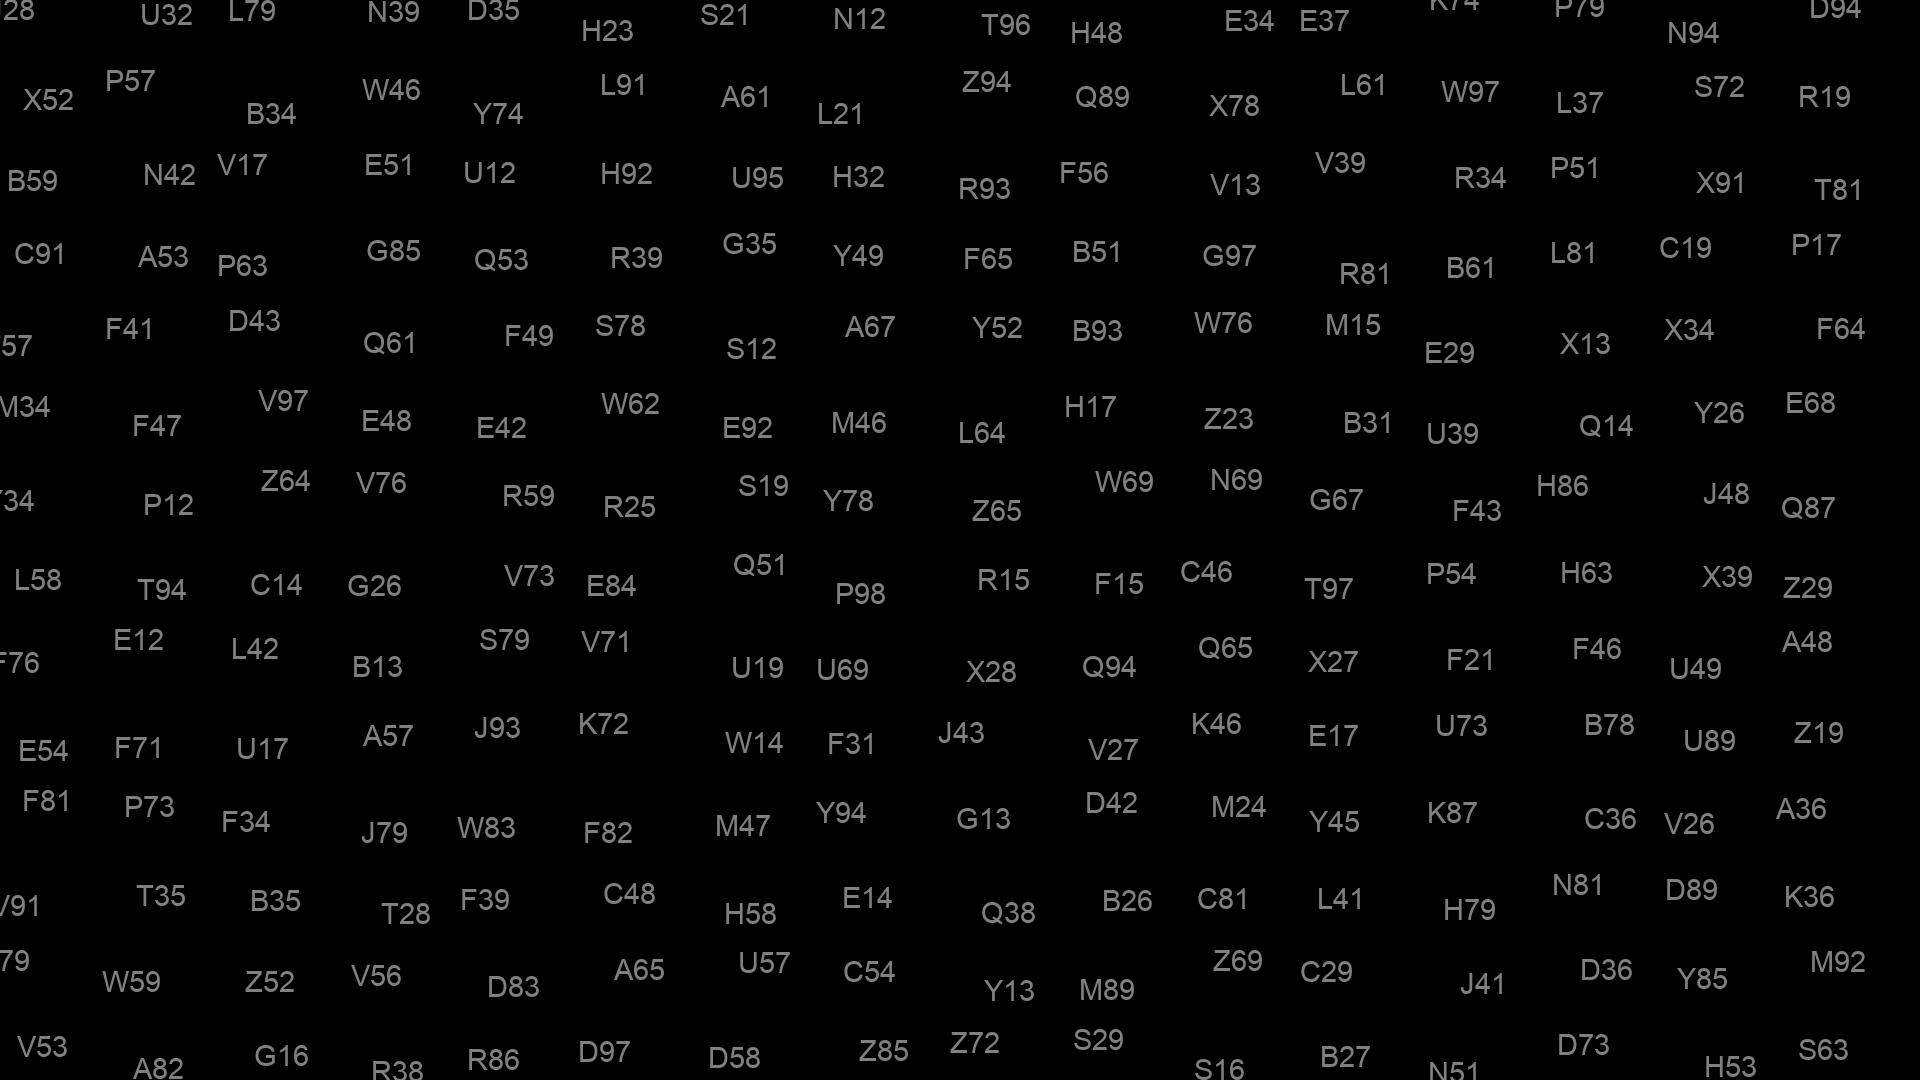 U32 L79 N39 D35 H23 S21 N12 T96 H48 E34 E37 K74 P79 N94 D94
X52 P57 B34 W46 Y74 L91 A61 L21 Z94 Q89 X78 L61 W97 L37 S72 R19
B59 N42 V17 E51 U12 H92 U95 H32 R93 F56 V13 V39 R34 P51 X91 T81
C91 A53 P63 G85 Q53 R39 G35 Y49 F65 B51 G97 R81 B61 L81 C19 P17
57 F41 D43 Q61 F49 S78 S12 A67 Y52 B93 W76 M15 E29 X13 X34 F64
M34 F47 V97 E48 E42 W62 E92 M46 L64 H17 Z23 B31 U39 Q14 Y26 E68
P12 Z64 V76 R59 R25 S19 Y78 Z65 W69 N69 G67 F43 H86 J48 Q87
L58 T94 C14 G26 V73 E84 Q51 P98 R15 F15 C46 T97 P54 H63 X39 Z29
F76 E12 L42 B13 S79 V71 U19 U69 X28 Q94 Q65 X27 F21 F46 U49 A48
E54 F71 U17 A57 J93 K72 W14 F31 J43 V27 K46 E17 U73 B78 U89 Z19
F81 P73 F34 J79 W83 F82 M47 Y94 G13 D42 M24 Y45 K87 C36 V26 A36
V91 T35 B35 T28 F39 C48 H58 E14 Q38 B26 C81 L41 H79 N81 D89 K36
79 W59 Z52 V56 D83 A65 U57 C54 Y13 M89 Z69 C29 J41 D36 Y85 M92
V53 A82 G16 R38 R86 D97 D58 Z85 Z72 S29 S16 B27 N51 D73 H53 S63